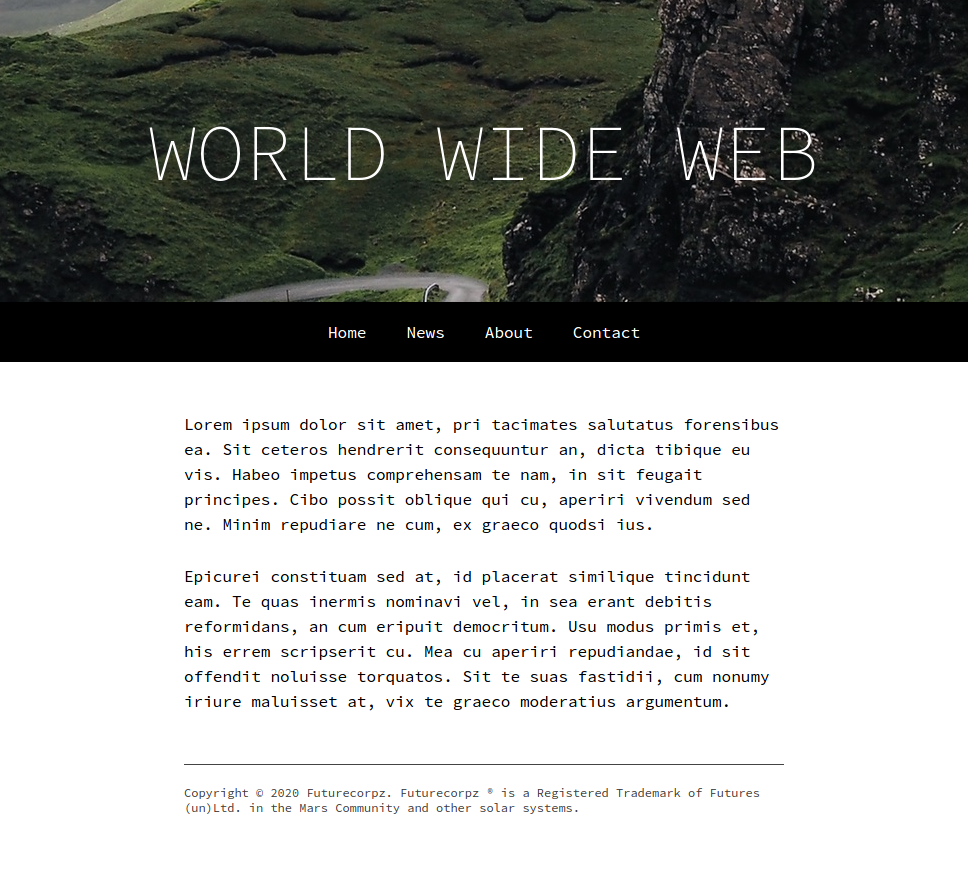 WORLD WIDE WEB
Home News About Contact
Lorem ipsum dolor sit amet, pri tacimates salutatus forensibus
ea. Sit ceteros hendrerit consequuntur an, dicta tibique eu
vis. Habeo impetus comprehensam te nam, in sit feugait
principes. Cibo possit oblique qui cu, aperiri vivendum sed
ne. Minim repudiare ne cum, ex graeco quodsi ius.
Epicurei constituam sed at, id placerat similique tincidunt
eam. Te quas inermis nominavi vel, in sea erant debitis
reformidans, an cum eripuit democritum. Usu modus primis et,
his errem scripserit cu. Mea cu aperiri repudiandae, id sit
offendit noluisse torquatos. Sit te suas fastidii, cum nonumy
iriure maluisset at, vix te graeco moderatius argumentum.
Copyright © 2020 Futurecorpz. Futurecorpz ® is a Registered Trademark of Futures
(un)Ltd. in the Mars Community and other solar systems.